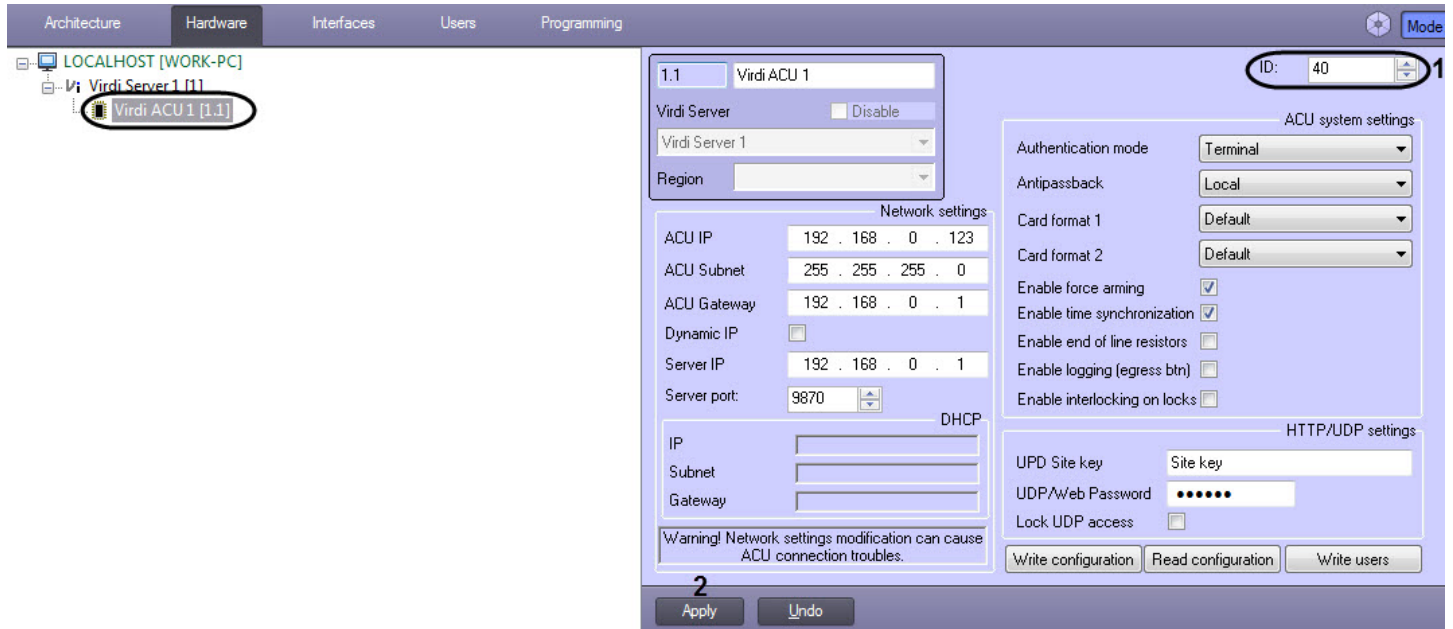 Architecture Hardware Interfaces Users Programming Mode
LOCALHOST [WORK-PC]
Virdi Server 1 [1]
Virdi ACU 1 [1.1]
1.1 Virdi ACU 1
Virdi Server Disable
Virdi Server 1
Region
Network settings
ACU IP 192 . 168 . 0 . 123
ACU Subnet 255 . 255 . 255 . 0
ACU Gateway 192 . 168 . 0 . 1
Dynamic IP
Server IP 192 . 168 . 0 . 1
Server port: 9870
DHCP
IP
Subnet
Gateway
Warning! Network settings modification can cause
ACU connection troubles.
ID: 40 1
ACU system settings
Authentication mode Terminal
Antipassback Local
Card format 1 Default
Card format 2 Default
Enable force arming
Enable time synchronization
Enable end of line resistors
Enable logging (egress btn)
Enable interlocking on locks
HTTP/UDP settings
UPD Site key Site key
UDP/Web Password ••••••
Lock UDP access
Write configuration Read configuration Write users
2
Apply Undo